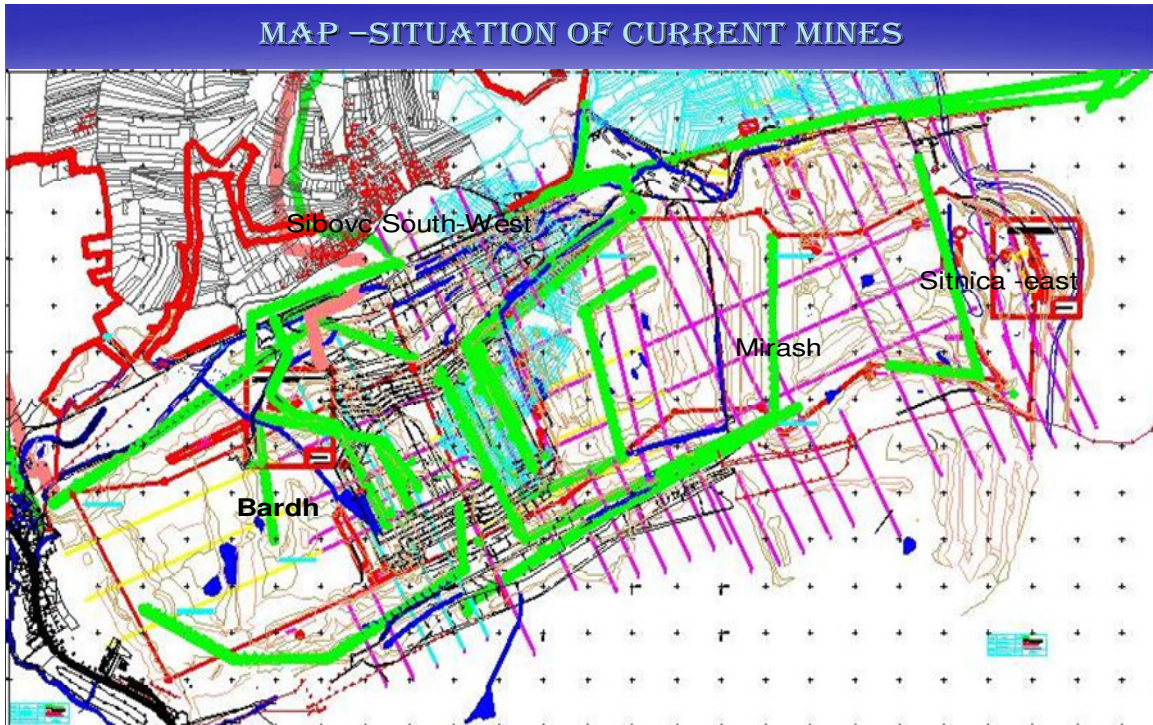 MAP –SITUATION OF CURRENT MINES
Sibovc South-West
Sitnica -east
Mirash
Bardh